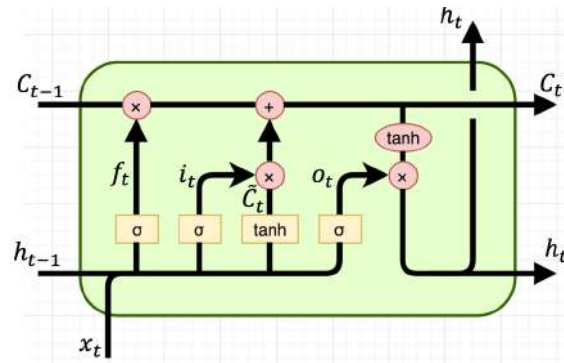 h_t
C_{t-1} × + C_t
tanh
f_t i_t × o_t ×
C̃_t
σ σ tanh σ
h_{t-1} h_t
x_t